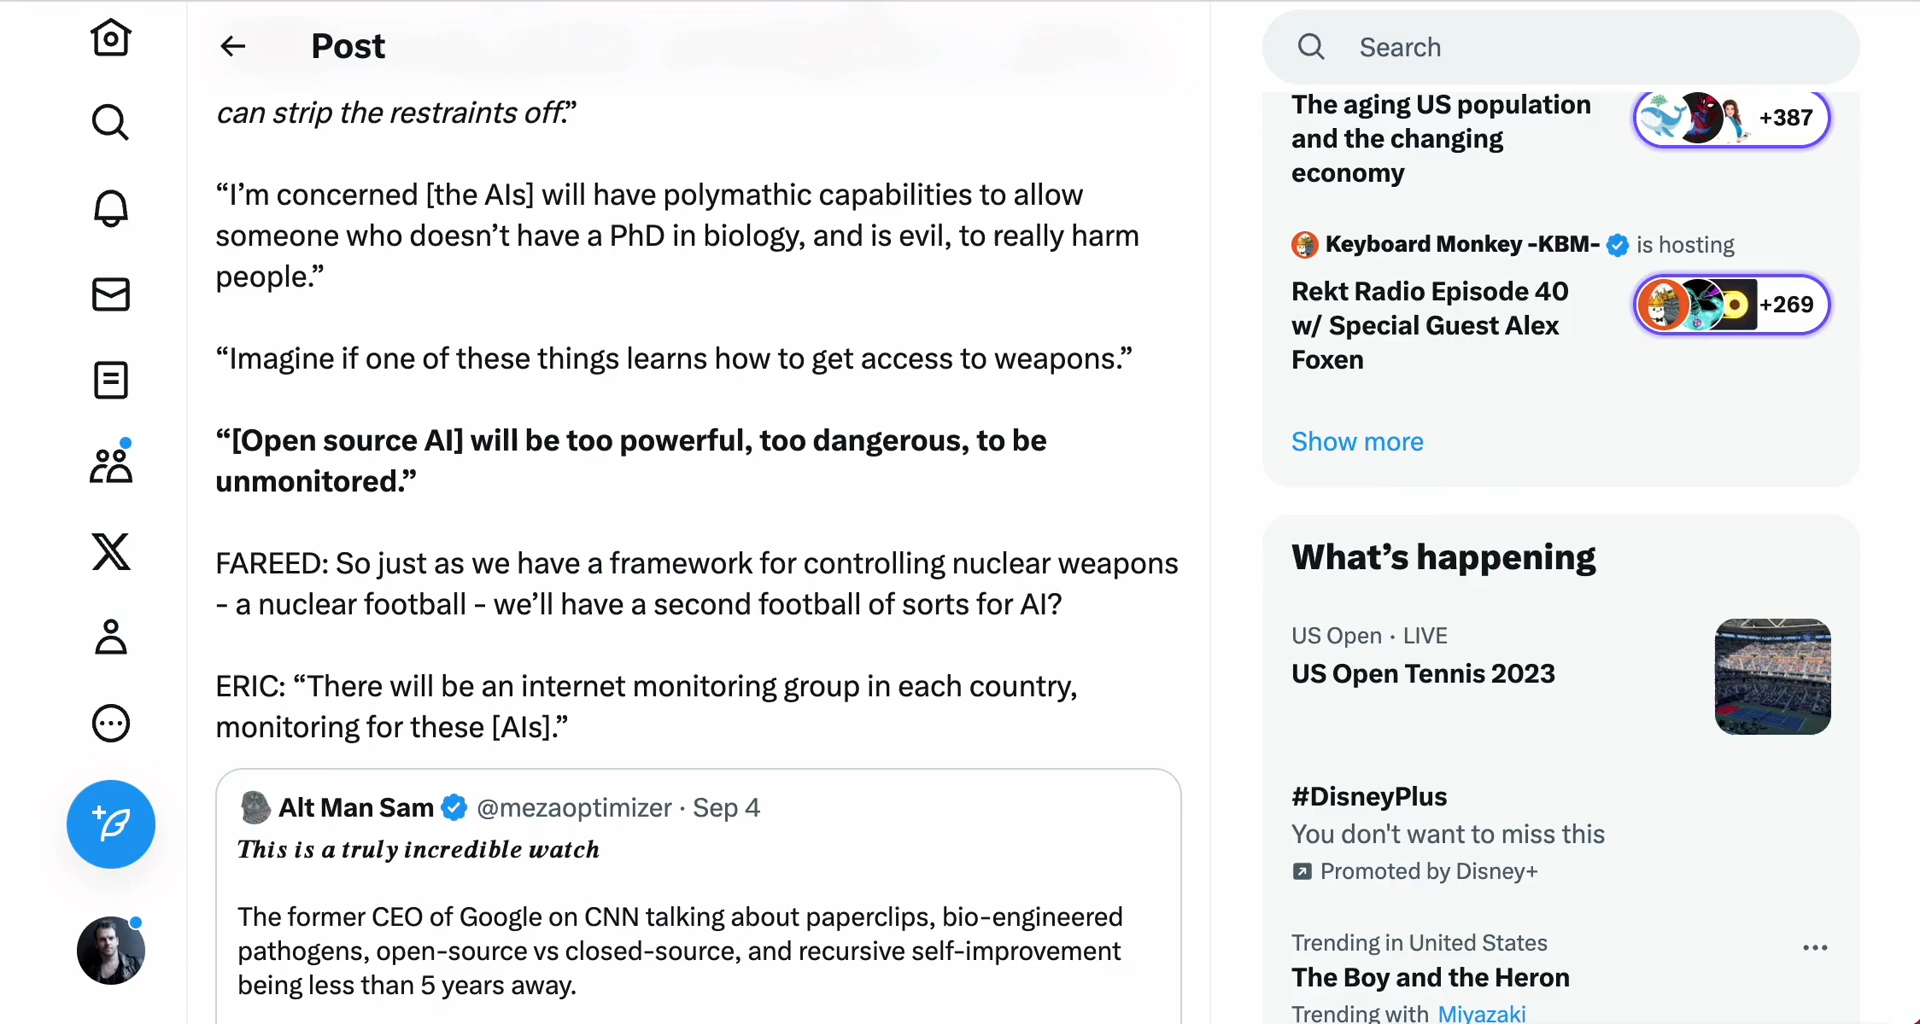 Post
can strip the restraints off.”
“I’m concerned [the AIs] will have polymathic capabilities to allow
someone who doesn’t have a PhD in biology, and is evil, to really harm
people.”
“Imagine if one of these things learns how to get access to weapons.”
“[Open source AI] will be too powerful, too dangerous, to be
unmonitored.”
FAREED: So just as we have a framework for controlling nuclear weapons
- a nuclear football - we’ll have a second football of sorts for AI?
ERIC: “There will be an internet monitoring group in each country,
monitoring for these [AIs].”
Alt Man Sam @mezaoptimizer · Sep 4
This is a truly incredible watch
The former CEO of Google on CNN talking about paperclips, bio-engineered
pathogens, open-source vs closed-source, and recursive self-improvement
being less than 5 years away.
Search
The aging US population
and the changing
economy
+387
Keyboard Monkey -KBM- is hosting
Rekt Radio Episode 40
w/ Special Guest Alex
Foxen
+269
Show more
What’s happening
US Open · LIVE
US Open Tennis 2023
#DisneyPlus
You don't want to miss this
Promoted by Disney+
Trending in United States
The Boy and the Heron
Trending with Miyazaki